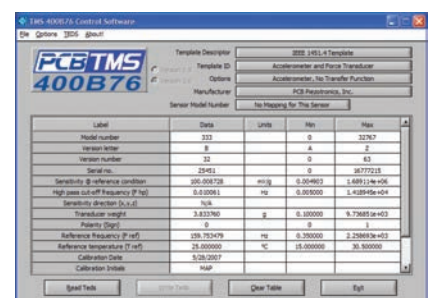 TMS 400B76 Control Software
File Options TEDS About!
PCB TMS
400B76
Template Descriptor IEEE 1451.4 Template
Template ID Accelerometer and Force Transducer
Options Accelerometer, No Transfer Function
Manufacturer PCB Piezotronics, Inc.
Sensor Model Number No Mapping for This Sensor
Label Data Units Min Max
Model number 333 0 32767
Version letter B A Z
Version number 32 0 63
Serial no. 25451 0 16777215
Sensitivity @ reference condition 100.008728 mV/g 0.004903 1.689114e+06
High pass cut-off frequency (F hp) 0.010061 Hz 0.005000 1.418945e+04
Sensitivity direction (x,y,z) N/A
Transducer weight 3.833760 g 0.100000 9.736851e+03
Polarity (Sign) 0 0 1
Reference frequency (F ref) 159.753479 Hz 0.350000 2.258693e+03
Reference temperature (T ref) 25.000000 °C 15.000000 30.500000
Calibration Date 5/28/2007
Calibration Initials MAP
Read Teds
Write Teds
Clear Table
Exit